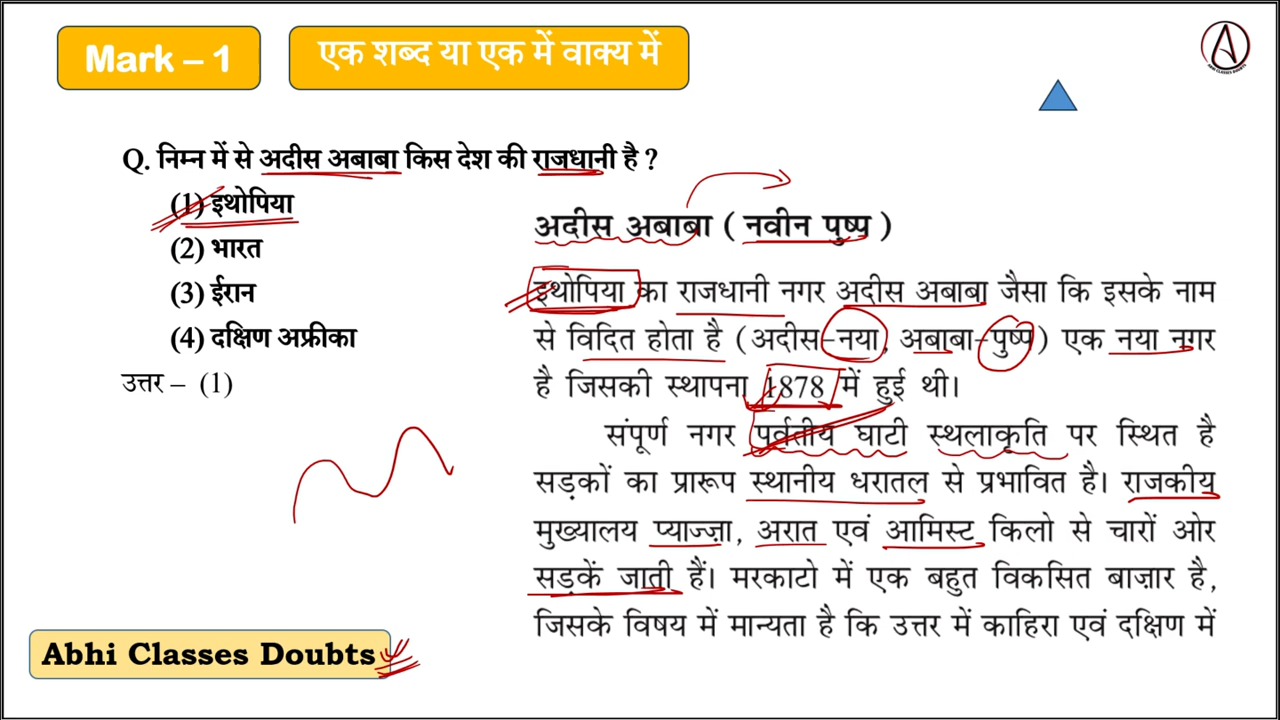 Mark – 1
एक शब्द या एक में वाक्य में
ABHI CLASSES DOUBTS
Q. निम्न में से अदीस अबाबा किस देश की राजधानी है ?
(1) इथोपिया
(2) भारत
(3) ईरान
(4) दक्षिण अफ्रीका
उत्तर – (1)
अदीस अबाबा ( नवीन पुष्प )
इथोपिया का राजधानी नगर अदीस अबाबा जैसा कि इसके नाम
से विदित होता है (अदीस-नया, अबाबा-पुष्प) एक नया नगर
है जिसकी स्थापना 1878 में हुई थी।
संपूर्ण नगर पर्वतीय घाटी स्थलाकृति पर स्थित है
सड़कों का प्रारूप स्थानीय धरातल से प्रभावित है। राजकीय
मुख्यालय प्याज्ज़ा, अरात एवं आमिस्ट किलो से चारों ओर
सड़कें जाती हैं। मरकाटो में एक बहुत विकसित बाज़ार है,
जिसके विषय में मान्यता है कि उत्तर में काहिरा एवं दक्षिण में
Abhi Classes Doubts